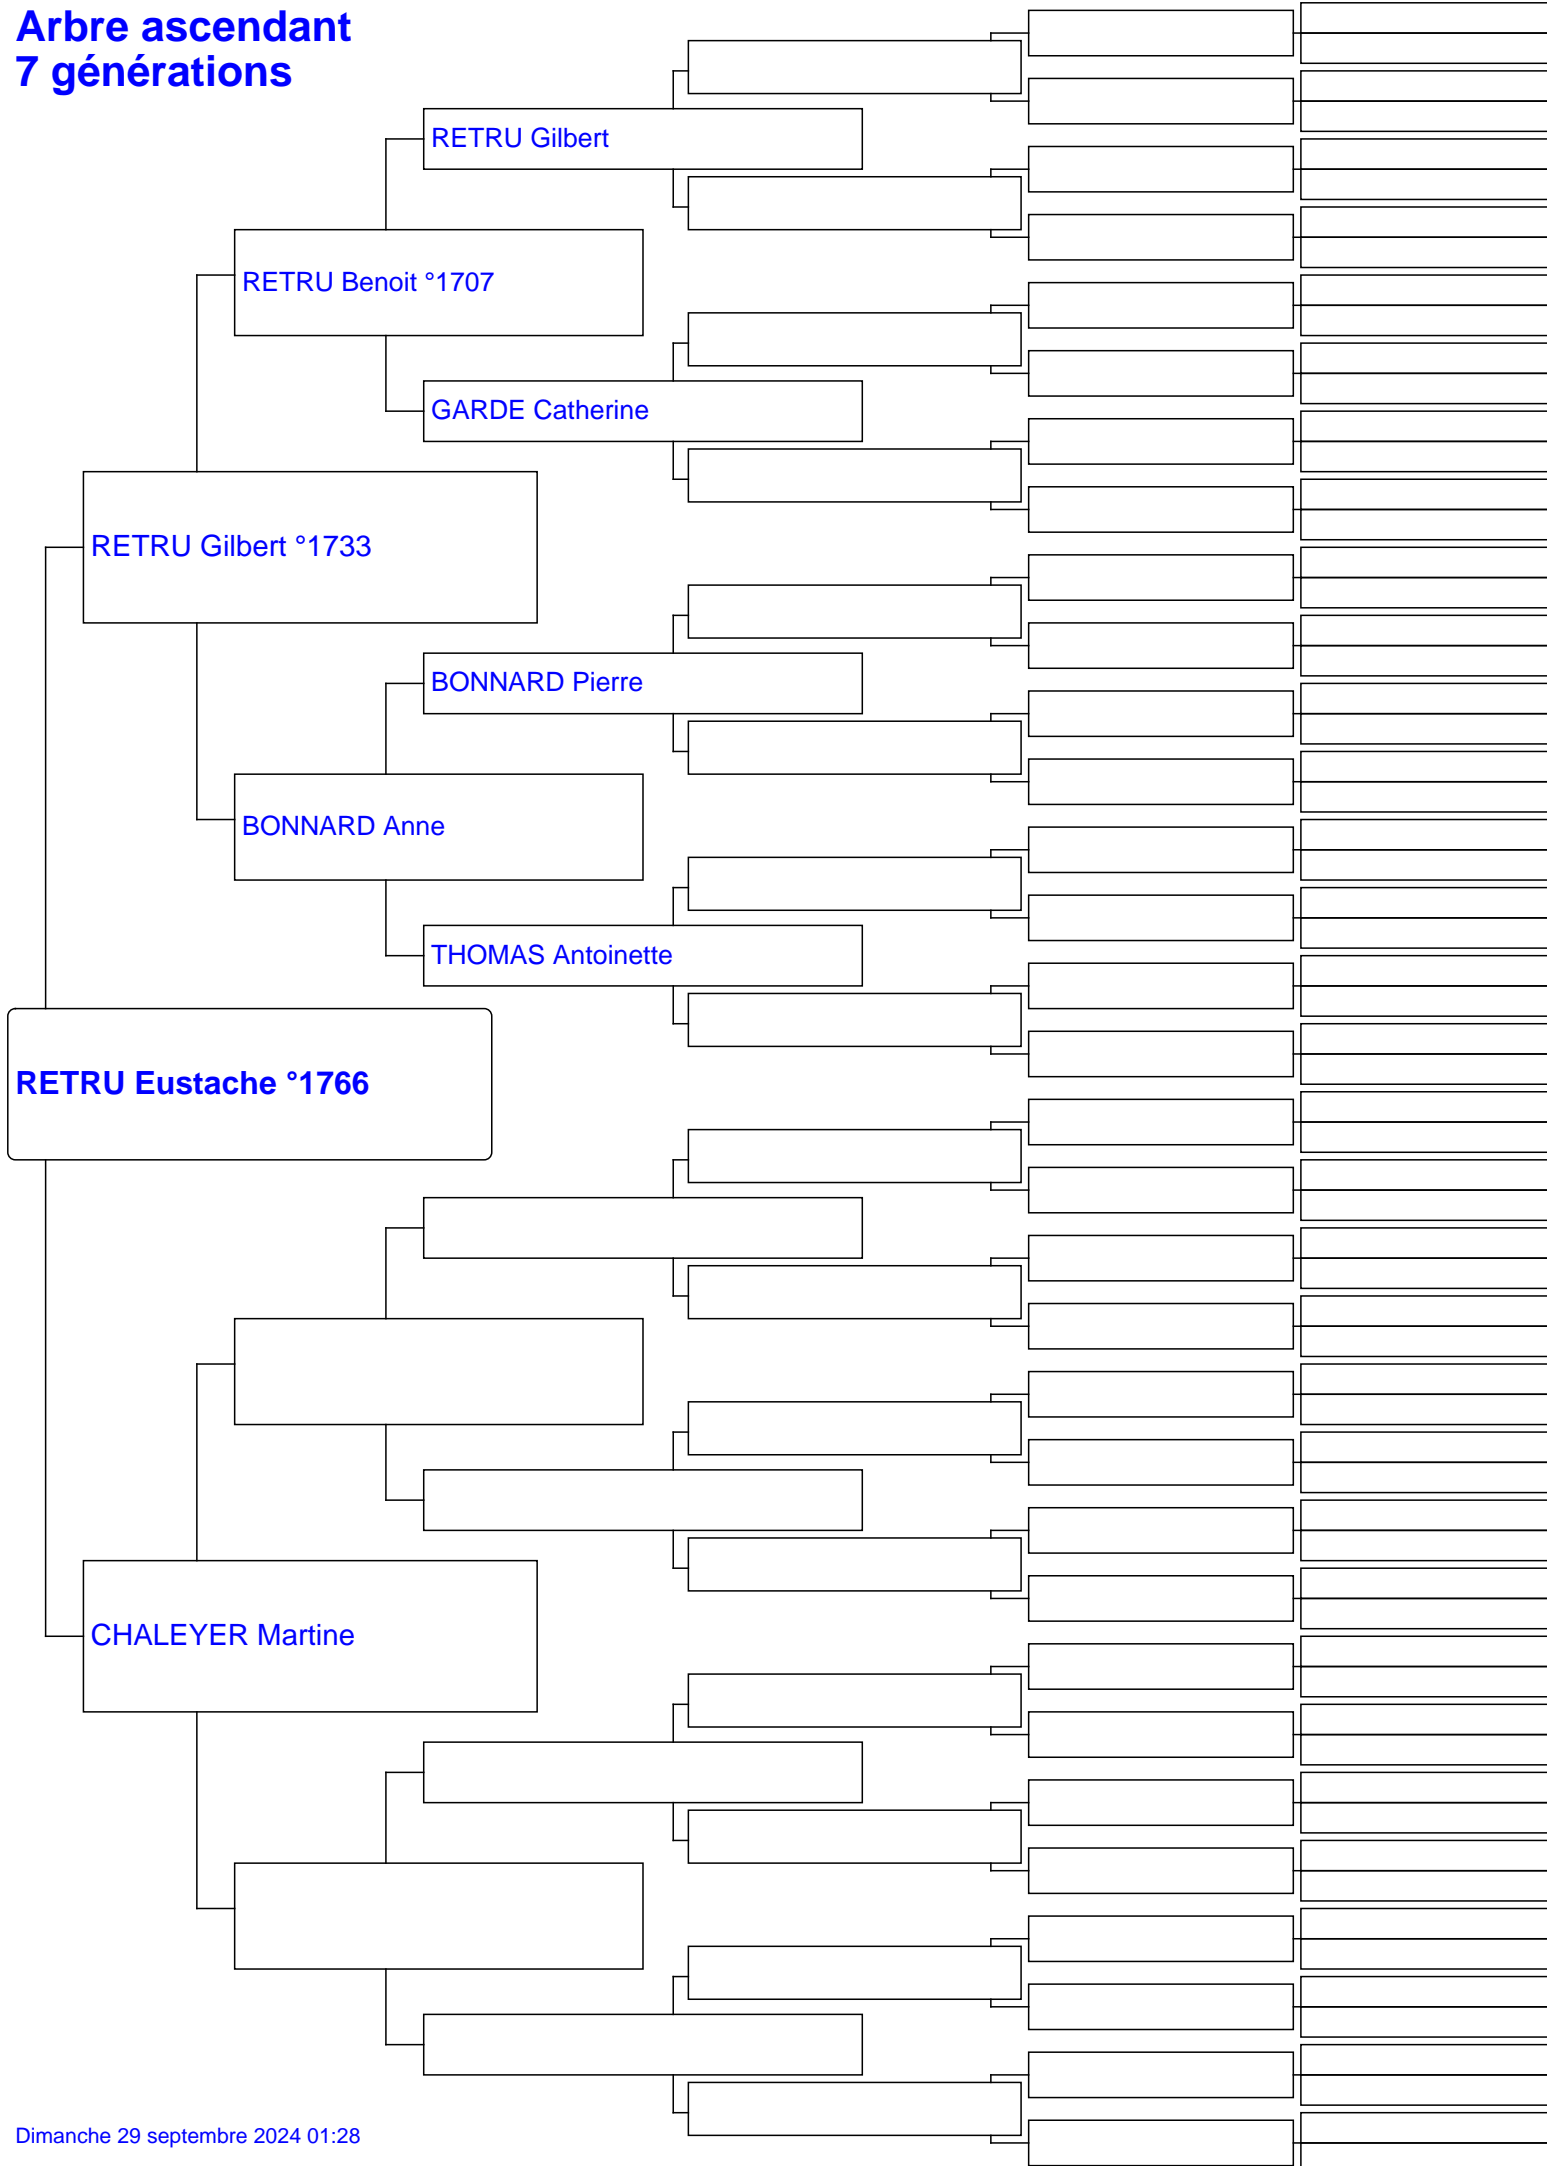 Arbre ascendant
7 générations
RETRU Gilbert
RETRU Benoit °1707
GARDE Catherine
RETRU Gilbert °1733
BONNARD Pierre
BONNARD Anne
THOMAS Antoinette
RETRU Eustache °1766
CHALEYER Martine
Dimanche 29 septembre 2024 01:28